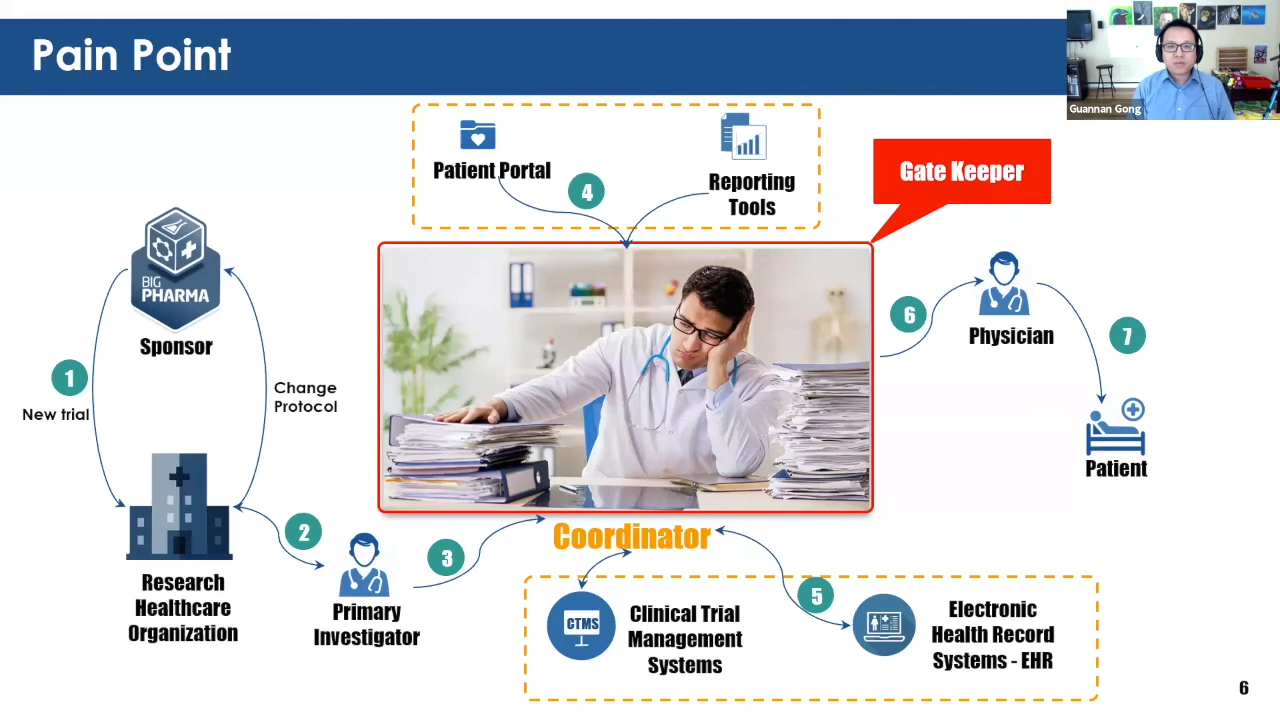 Pain Point
Guannan Gong
Patient Portal
Reporting
Tools
4
Gate Keeper
BIG
PHARMA
Sponsor
1
New trial
Change
Protocol
6
Physician
7
Patient
Research
Healthcare
Organization
2
Primary
Investigator
3
Coordinator
CTMS
Clinical Trial
Management
Systems
5
Electronic
Health Record
Systems - EHR
6